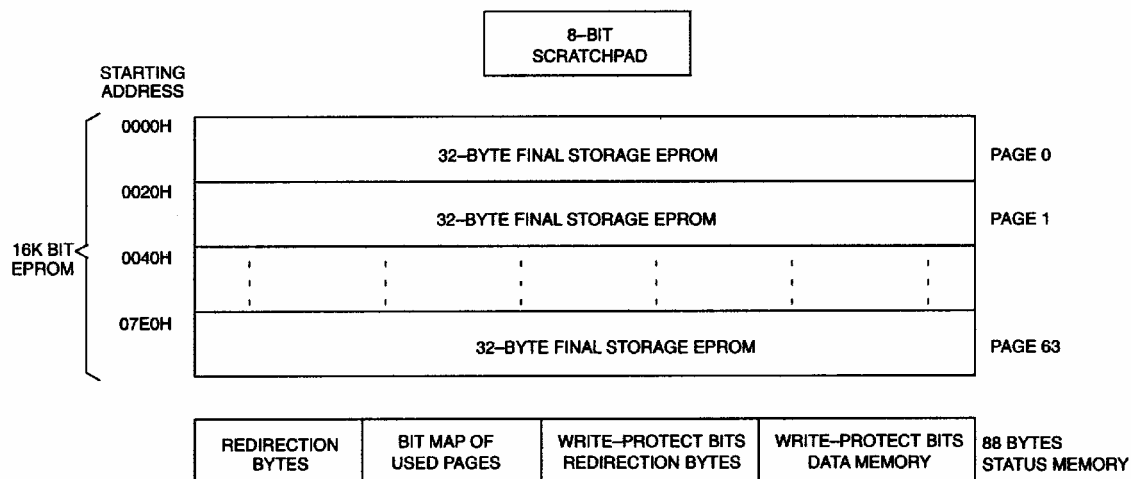 8–BIT
SCRATCHPAD
STARTING
ADDRESS
0000H
32–BYTE FINAL STORAGE EPROM
PAGE 0
0020H
32–BYTE FINAL STORAGE EPROM
PAGE 1
16K BIT
EPROM
0040H
07E0H
32–BYTE FINAL STORAGE EPROM
PAGE 63
REDIRECTION
BYTES
BIT MAP OF
USED PAGES
WRITE–PROTECT BITS
REDIRECTION BYTES
WRITE–PROTECT BITS
DATA MEMORY
88 BYTES
STATUS MEMORY